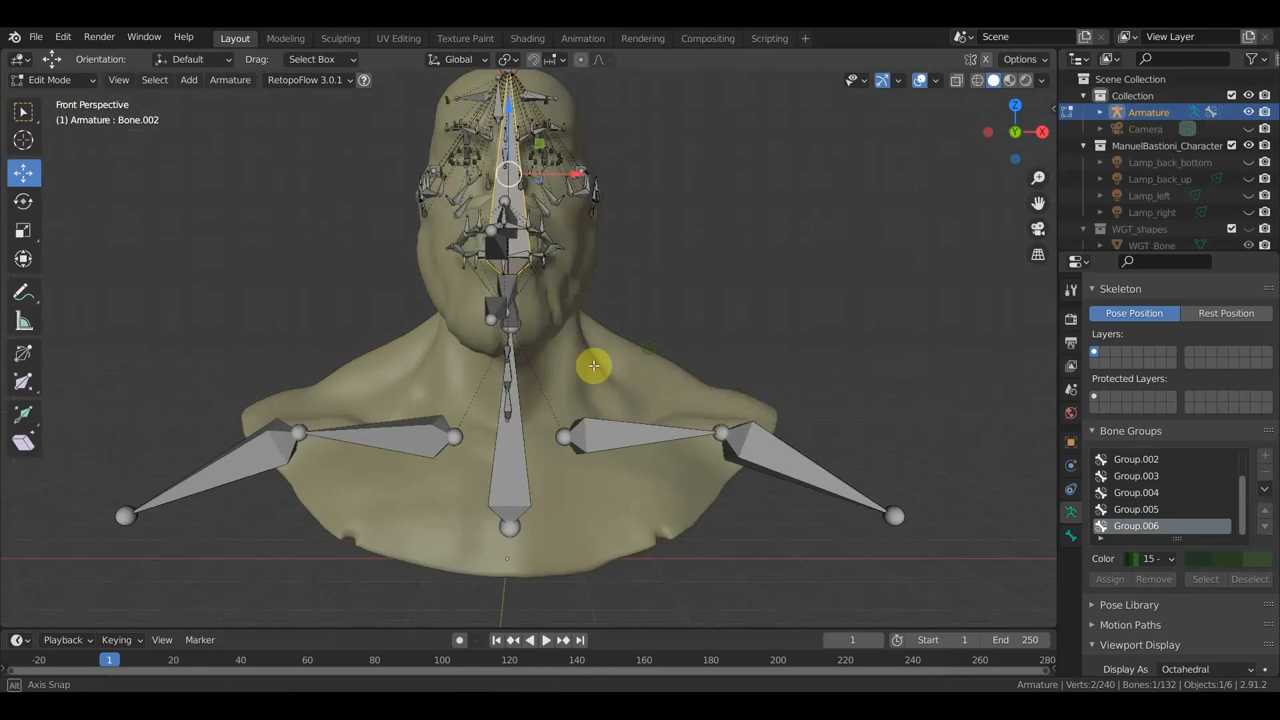 File Edit Render Window Help Layout Modeling Sculpting UV Editing Texture Paint Shading Animation Rendering Compositing Scripting + Scene View Layer
Orientation: Default Drag: Select Box Global Options
Edit Mode View Select Add Armature RetopoFlow 3.0.1
Front Perspective
(1) Armature : Bone.002
Z
Y
X
Scene Collection
Collection
Armature
Camera
ManuelBastioni_Character
Lamp_back_bottom
Lamp_back_up
Lamp_left
Lamp_right
WGT_shapes
WGT_Bone
Skeleton
Pose Position Rest Position
Layers:
Protected Layers:
Bone Groups
Group.002
Group.003
Group.004
Group.005
Group.006
Color 15 -
Assign Remove Select Deselect
Pose Library
Motion Paths
Viewport Display
Display As Octahedral
Playback Keying View Marker 1 Start 1 End 250
-20 1 20 40 60 80 100 120 140 160 180 200 220 240 260 280
Alt Axis Snap Armature | Verts:2/240 | Bones:1/132 | Objects:1/6 | 2.91.2